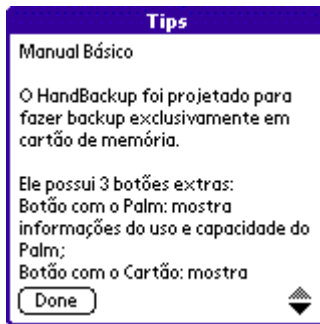 Tips
Manual Básico
O HandBackup foi projetado para
fazer backup exclusivamente em
cartão de memória.
Ele possui 3 botões extras:
Botão com o Palm: mostra
informações do uso e capacidade do
Palm;
Botão com o Cartão: mostra
Done